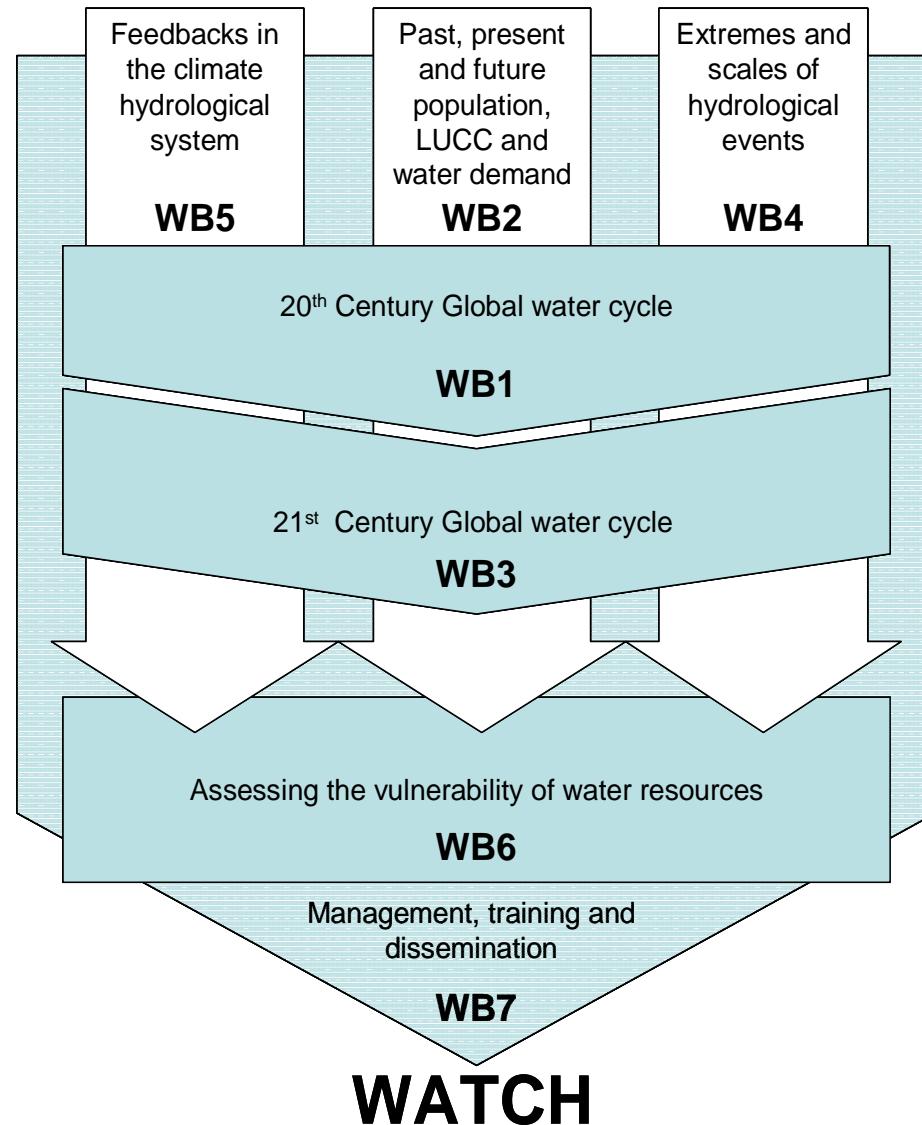 Feedbacks in
the climate
hydrological
system
WB5
Past, present
and future
population,
LUCC and
water demand
WB2
Extremes and
scales of
hydrological
events
WB4
20th Century Global water cycle
WB1
21st Century Global water cycle
WB3
Assessing the vulnerability of water resources
WB6
Management, training and
dissemination
WB7
WATCH